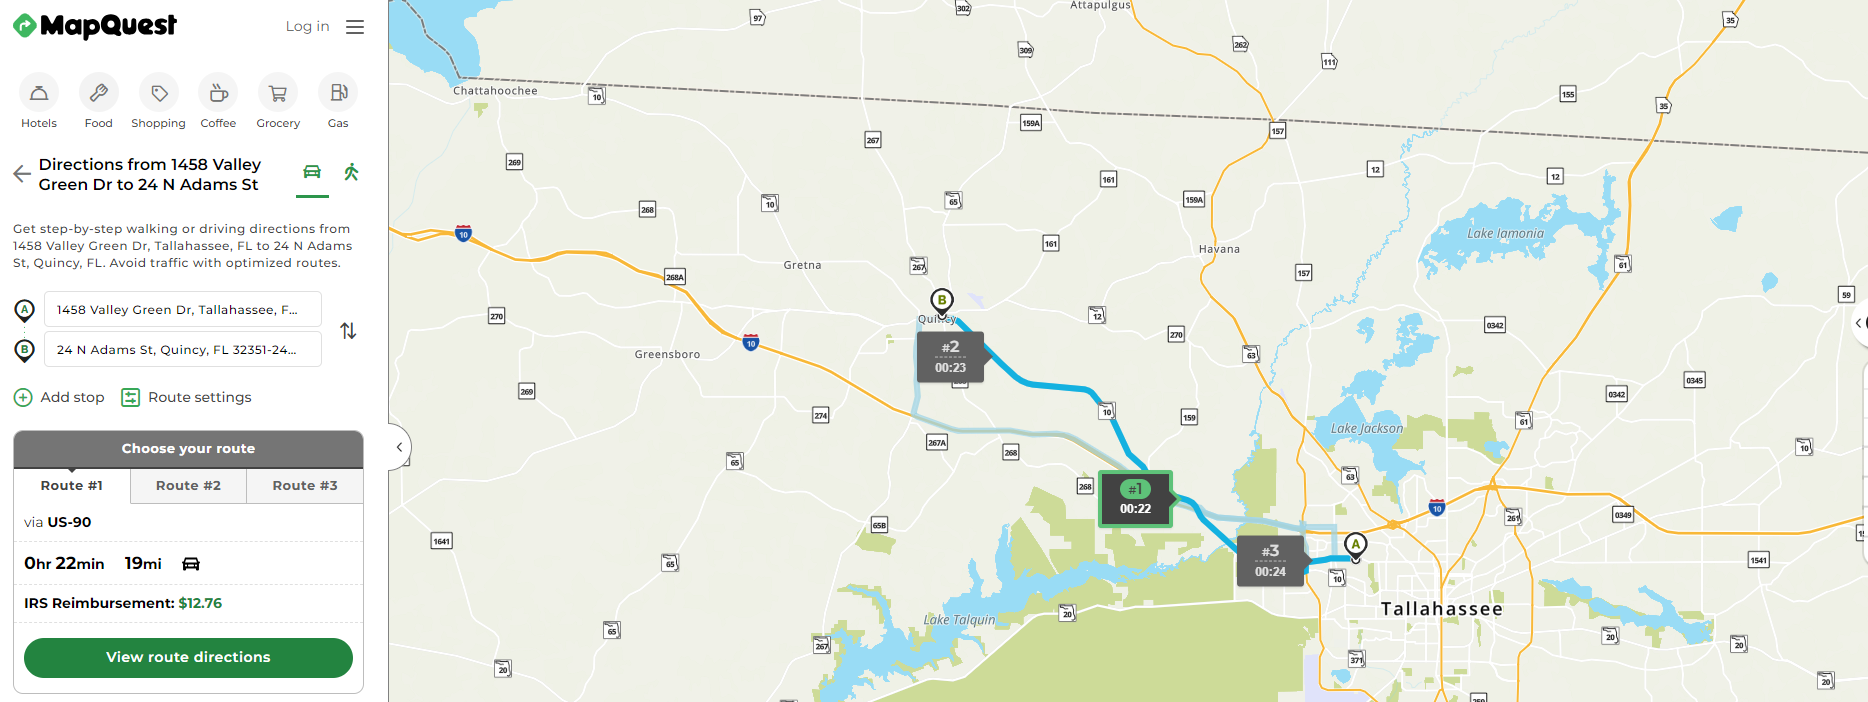 MapQuest
Log in
Hotels
Food
Shopping
Coffee
Grocery
Gas
Directions from 1458 Valley
Green Dr to 24 N Adams St
Get step-by-step walking or driving directions from
1458 Valley Green Dr, Tallahassee, FL to 24 N Adams
St, Quincy, FL. Avoid traffic with optimized routes.
A
1458 Valley Green Dr, Tallahassee, F...
B
24 N Adams St, Quincy, FL 32351-24...
Add stop
Route settings
Choose your route
Route #1
Route #2
Route #3
via US-90
0hr 22min
19mi
IRS Reimbursement: $12.76
View route directions
Attapulgus
302
97
35
262
309
111
Chattahoochee
10
155
35
159A
157
267
269
12
12
161
10
65
159A
268
10
161
Lake Iamonia
Havana
Gretna
267
157
61
268A
59
B
270
12
Quincy
0342
270
10
#2
00:23
63
Greensboro
0345
269
0342
10
274
159
61
Lake Jackson
267A
10
268
65
63
268
#1
00:22
10
65B
261
0349
1641
A
#3
00:24
1541
65
10
Tallahassee
20
Lake Talquin
65
20
267
20
371
20
20
259